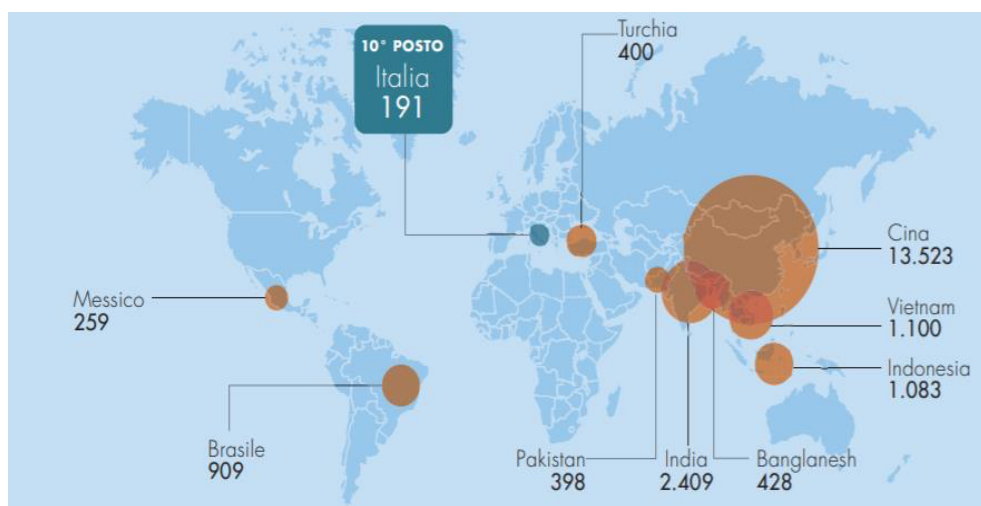 10° POSTO
Italia
191
Turchia
400
Cina
13.523
Messico
259
Vietnam
1.100
Indonesia
1.083
Brasile
909
Pakistan
398
India
2.409
Banglanesh
428